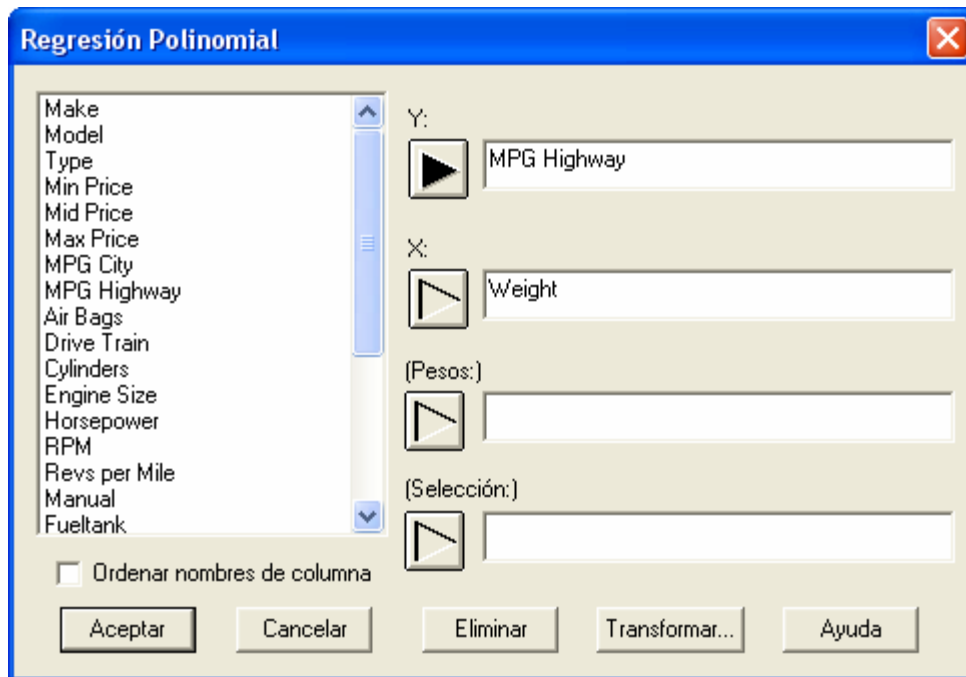 Regresión Polinomial
Make
Model
Type
Min Price
Mid Price
Max Price
MPG City
MPG Highway
Air Bags
Drive Train
Cylinders
Engine Size
Horsepower
RPM
Revs per Mile
Manual
Fueltank
Y:
MPG Highway
X:
Weight
(Pesos:)
(Selección:)
Ordenar nombres de columna
Aceptar
Cancelar
Eliminar
Transformar...
Ayuda